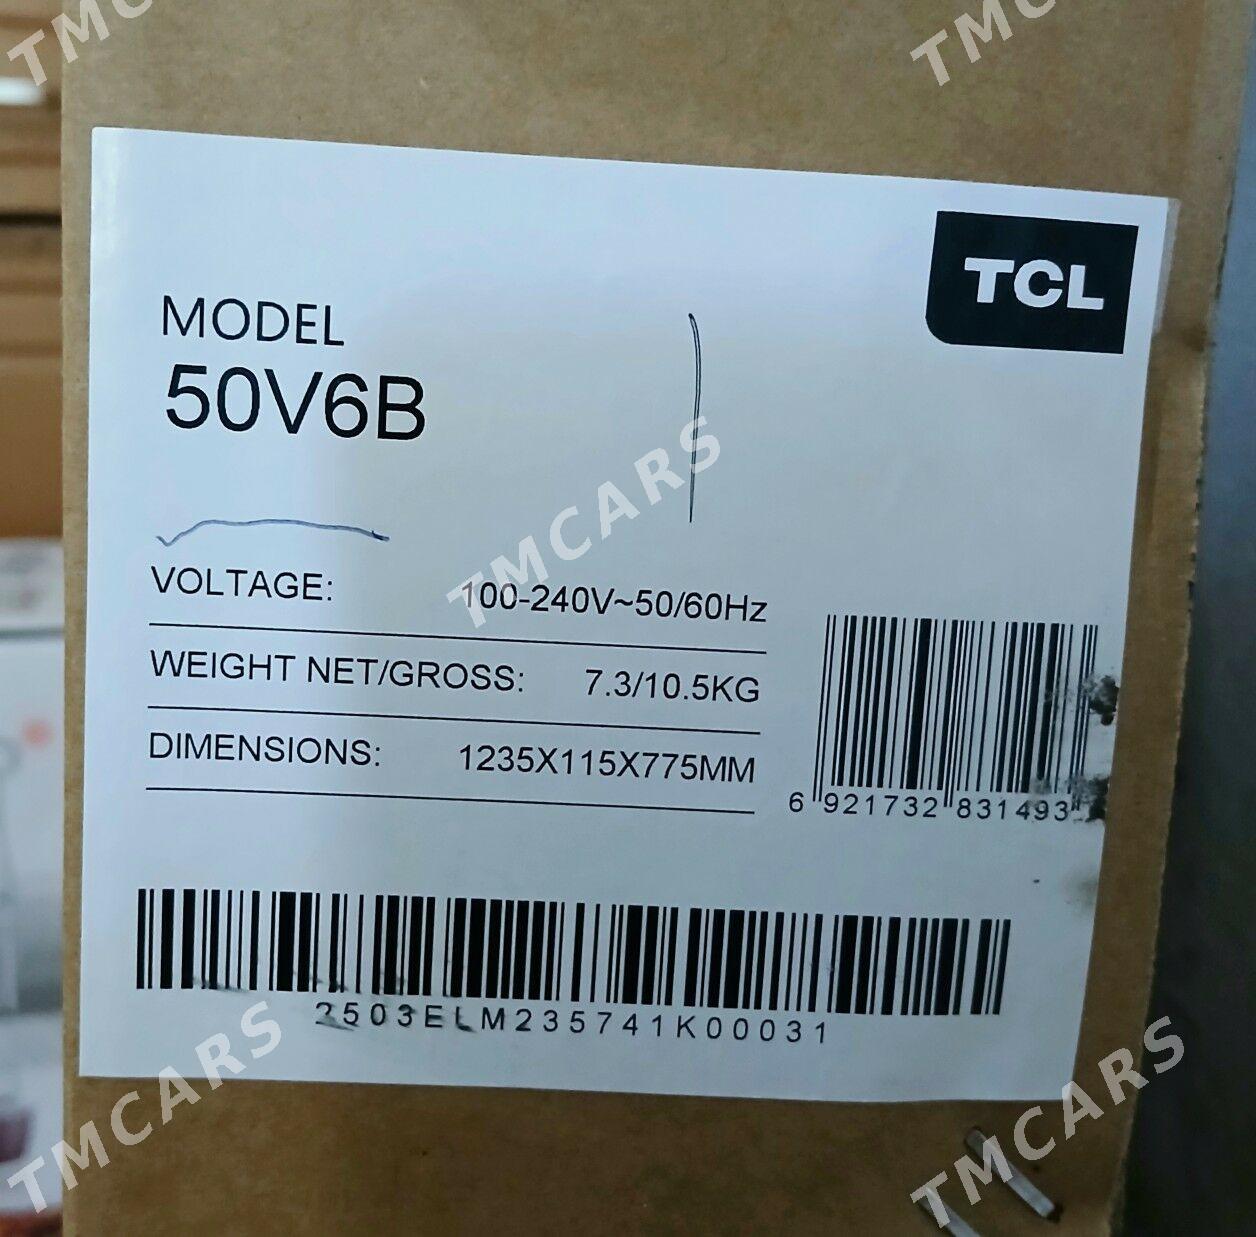 TMCARS
TMCARS
TCL
MODEL
50V6B
TMCARS
VOLTAGE: 100-240V~50/60Hz
WEIGHT NET/GROSS: 7.3/10.5KG
DIMENSIONS: 1235X115X775MM
6 921732 831493
2503ELM235741K00031
TMCARS
TMCARS